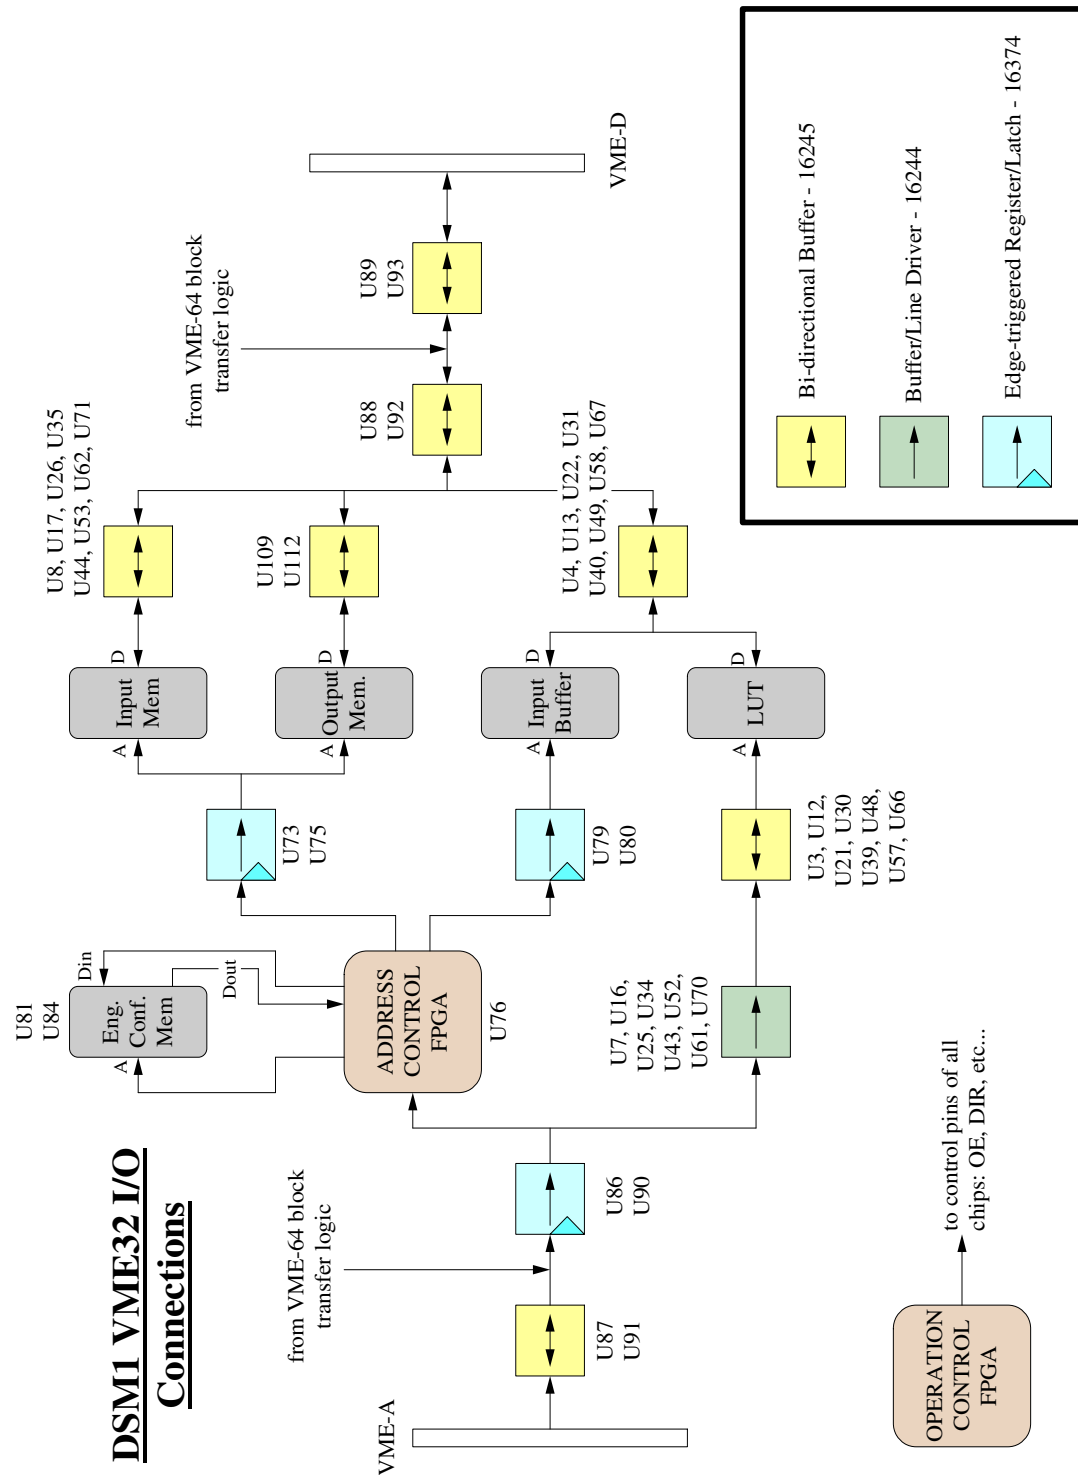 DSM1 VME32 I/O
Connections
VME-A
U87
U91
from VME-64 block
transfer logic
U86
U90
U81
U84
Eng.
Conf.
Mem
A
Din
Dout
ADDRESS
CONTROL
FPGA
U76
U7, U16,
U25, U34
U43, U52,
U61, U70
U73
U75
U79
U80
U3, U12,
U21, U30
U39, U48,
U57, U66
A
Input
Mem
D
A
Output
Mem.
D
A
Input
Buffer
D
A
LUT
D
U8, U17, U26, U35
U44, U53, U62, U71
U109
U112
U4, U13, U22, U31
U40, U49, U58, U67
U88
U92
from VME-64 block
transfer logic
U89
U93
VME-D
OPERATION
CONTROL
FPGA
to control pins of all
chips: OE, DIR, etc...
Bi-directional Buffer - 16245
Buffer/Line Driver - 16244
Edge-triggered Register/Latch - 16374